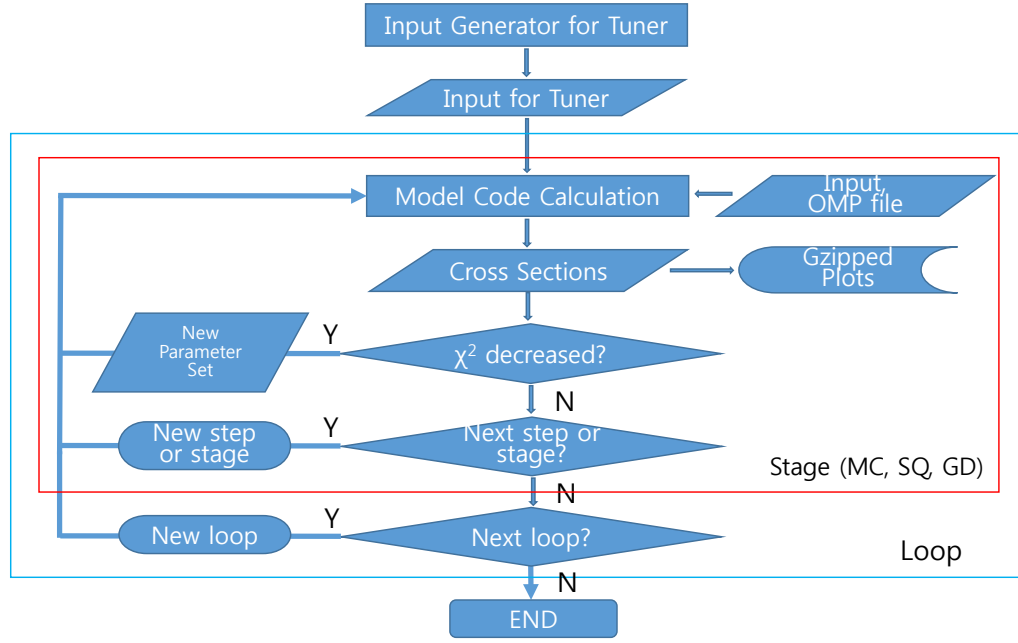 Input Generator for Tuner
Input for Tuner
Model Code Calculation
Input,
OMP file
Cross Sections
Gzipped
Plots
New
Parameter
Set
Y
χ² decreased?
N
New step
or stage
Y
Next step or
stage?
Stage (MC, SQ, GD)
N
New loop
Y
Next loop?
Loop
N
END